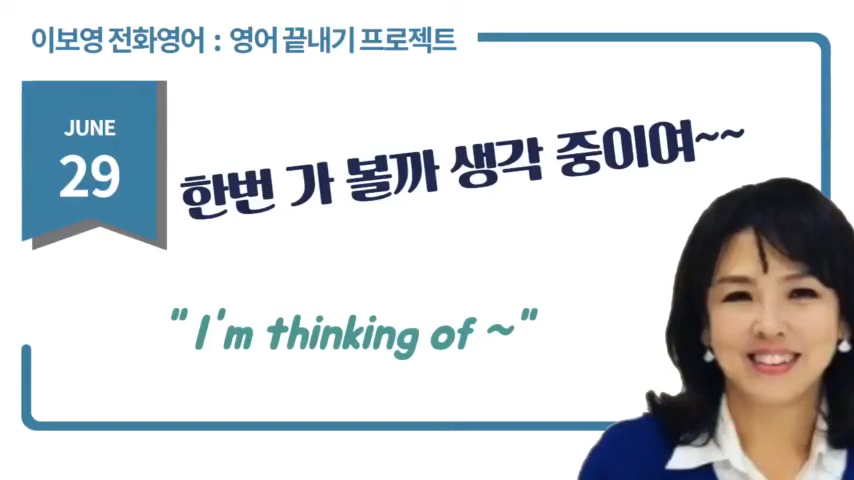 이보영 전화영어 : 영어 끝내기 프로젝트
JUNE
29
한번 가 볼까 생각 중이여~~
"I'm thinking of ~"